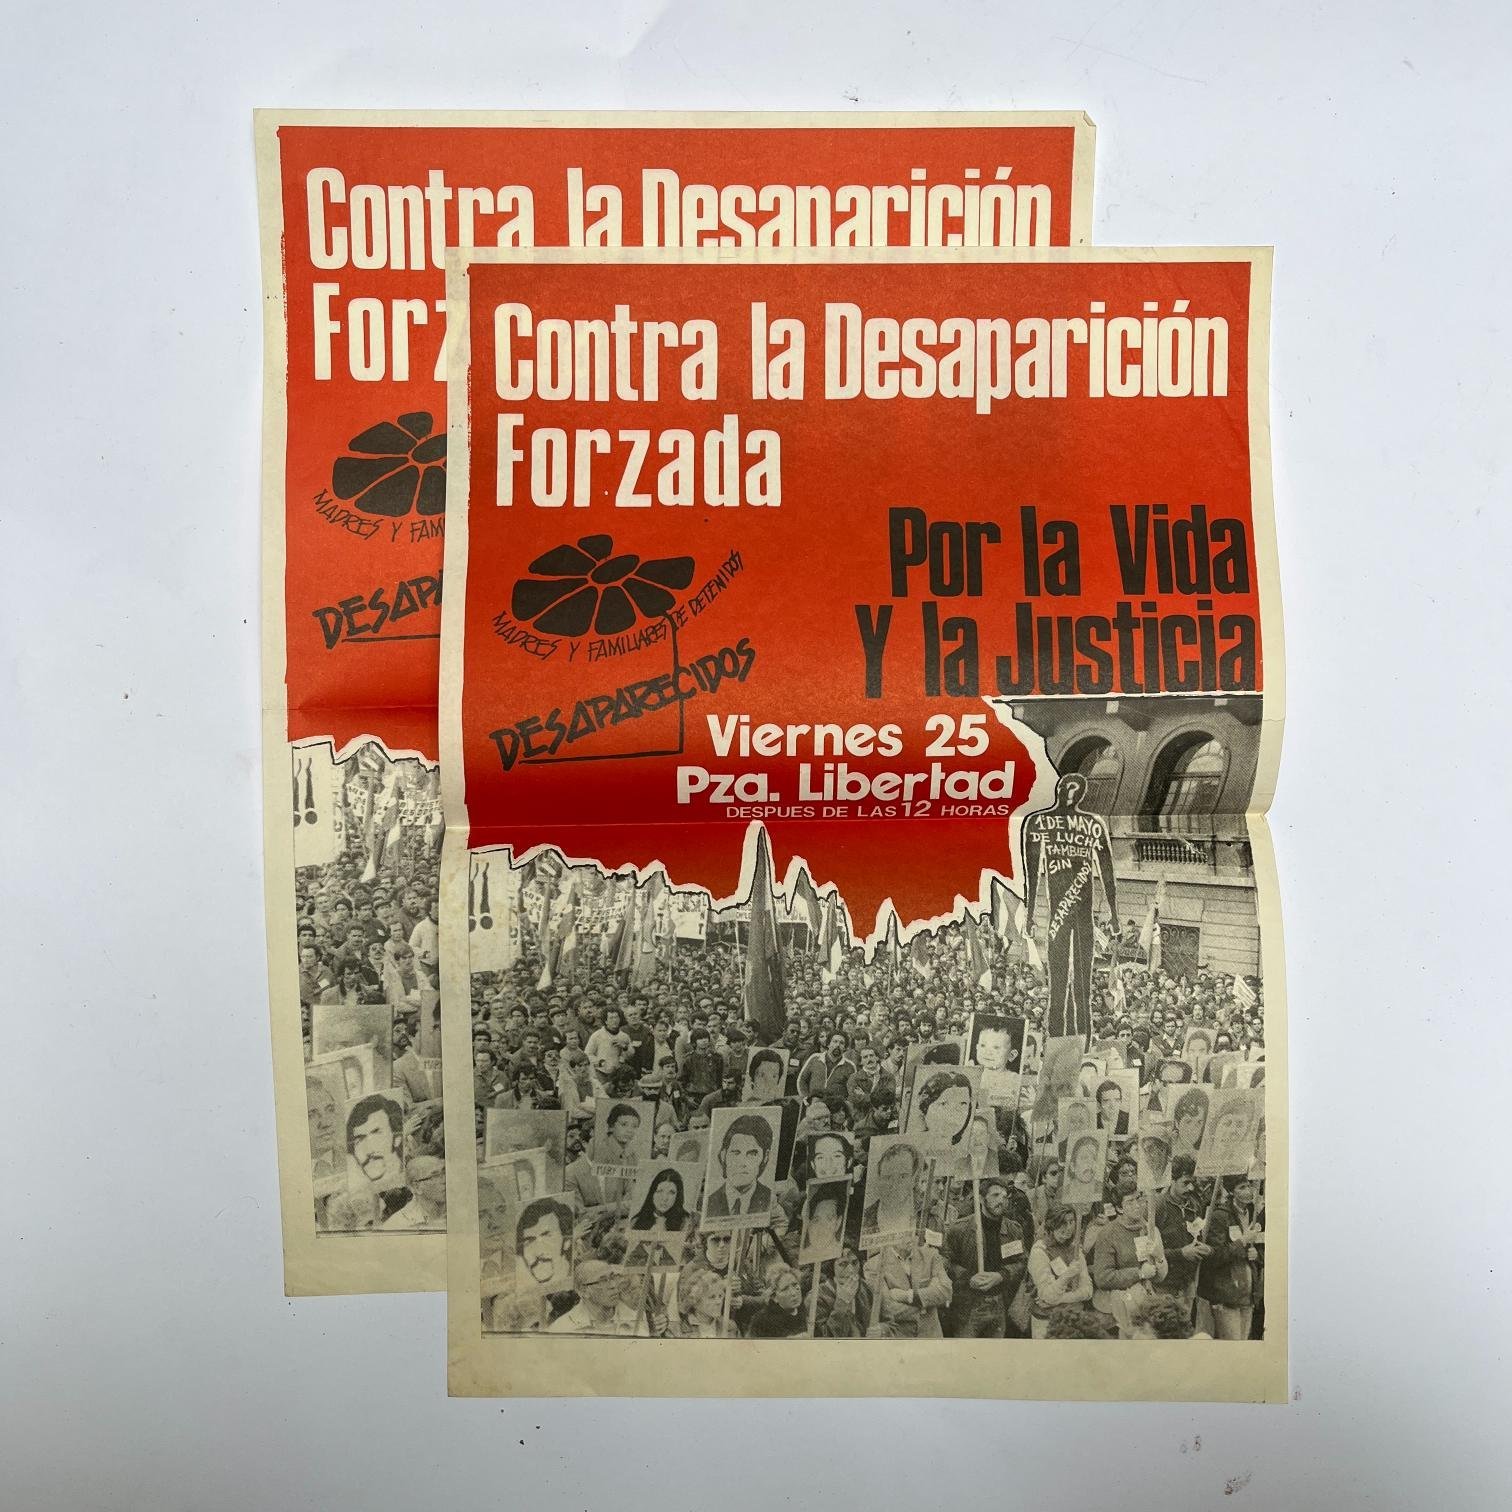 Contra la Desaparición
Forz
MADRES Y FAM
DESAPA
Contra la Desaparición
Forzada
Por la Vida
Y la Justicia
MADRES Y FAMILIARES DE DETENIDOS
DESAPARECIDOS
Viernes 25
Pza. Libertad
DESPUES DE LAS 12 HORAS
?
1º DE MAYO
DE LUCHA
TAMBIEN
SIN
DESAPARECIDOS